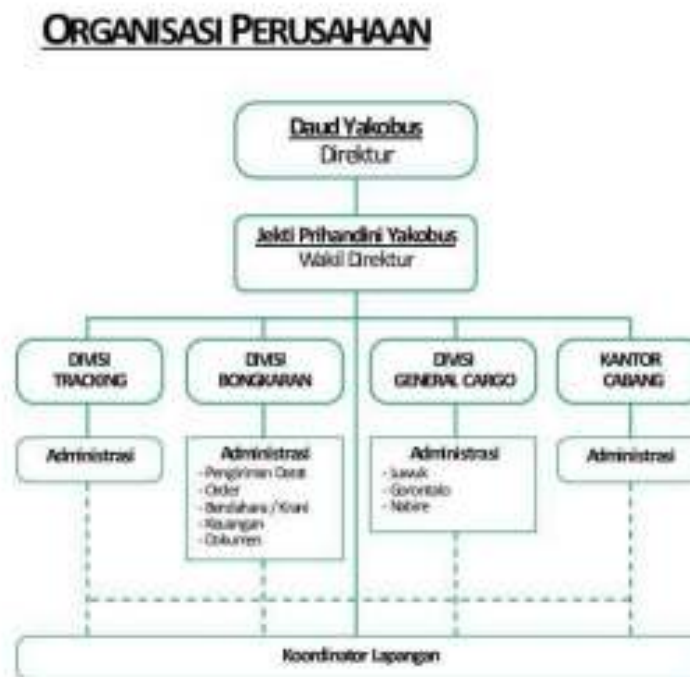 ORGANISASI PERUSAHAAN
Daud Yakobus
Direktur
Jekti Prihandini Yakobus
Wakil Direktur
DIVISI
TRACKING
DIVISI
BONGKARAN
DIVISI
GENERAL CARGO
KANTOR
CABANG
Administrasi
Administrasi
- Pengiriman Darat
- Order
- Bendahara / Krani
- Keuangan
- Dokumen
Administrasi
- Luwuk
- Gorontalo
- Nabire
Administrasi
Koordinator Lapangan